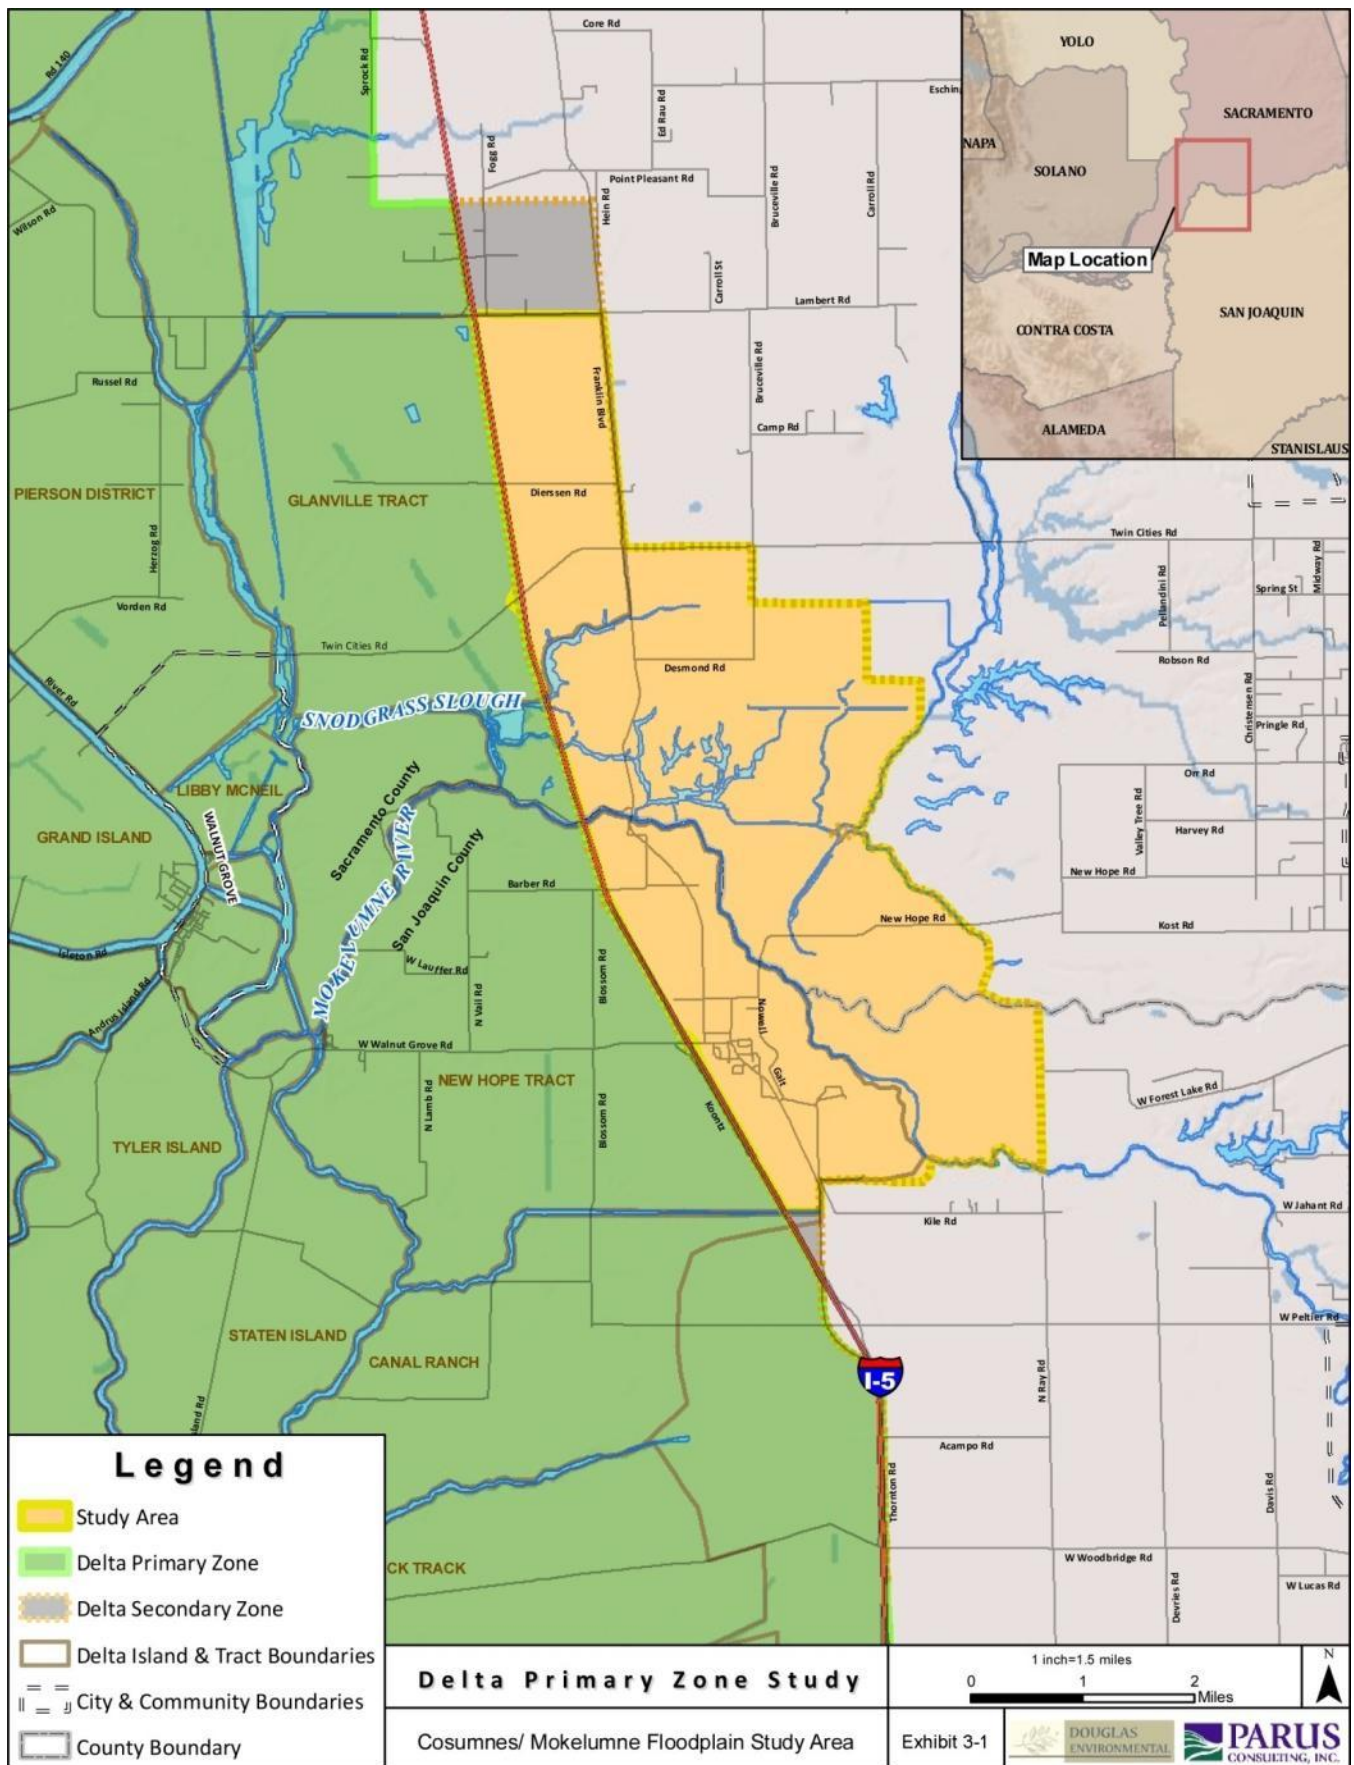 Core Rd
Rd 140
Sprock Rd
Ed Rau Rd
Fogg Rd
Point Pleasant Rd
Hein Rd
Bruceville Rd
Carroll Rd
Wilson Rd
Carroll St
Lambert Rd
YOLO
SACRAMENTO
NAPA
SOLANO
Map Location
SAN JOAQUIN
CONTRA COSTA
ALAMEDA
STANISLAUS
Russel Rd
Franklin Blvd
Bruceville Rd
Camp Rd
PIERSON DISTRICT
GLANVILLE TRACT
Dierssen Rd
Herzog Rd
Twin Cities Rd
Vorden Rd
Pellandini Rd
Spring St
Midway Rd
Twin Cities Rd
Desmond Rd
Robson Rd
River Rd
SNODGRASS SLOUGH
Christensen Rd
Pringle Rd
Orr Rd
LIBBY MCNEIL
Sacramento County
GRAND ISLAND
WALNUT GROVE
MOKELUMNE RIVER
San Joaquin County
Valley Tree Rd
Harvey Rd
New Hope Rd
Barber Rd
New Hope Rd
Kost Rd
Isleton Rd
W Lauffer Rd
Blossom Rd
Andrus Island Rd
N Vail Rd
Nowell
W Walnut Grove Rd
NEW HOPE TRACT
Galt
N Lamb Rd
Blossom Rd
Koontz
W Forest Lake Rd
TYLER ISLAND
Kile Rd
W Jahant Rd
STATEN ISLAND
CANAL RANCH
W Peltier Rd
I-5
N Ray Rd
Acampo Rd
Thornton Rd
Davis Rd
CK TRACK
W Woodbridge Rd
Devries Rd
W Lucas Rd
Legend
Study Area
Delta Primary Zone
Delta Secondary Zone
Delta Island & Tract Boundaries
City & Community Boundaries
County Boundary
Delta Primary Zone Study
1 inch=1.5 miles
0 1 2
Miles
N
Cosumnes/ Mokelumne Floodplain Study Area
Exhibit 3-1
DOUGLAS
ENVIRONMENTAL
PARUS
CONSULTING, INC.